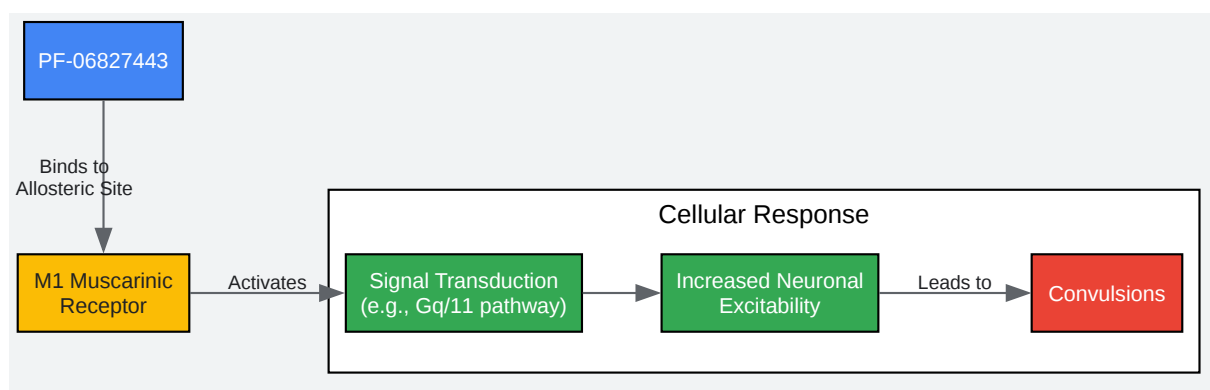 PF-06827443
Binds to
Allosteric Site
Cellular Response
M1 Muscarinic
Receptor
Activates
Signal Transduction
(e.g., Gq/11 pathway)
Increased Neuronal
Excitability
Leads to
Convulsions